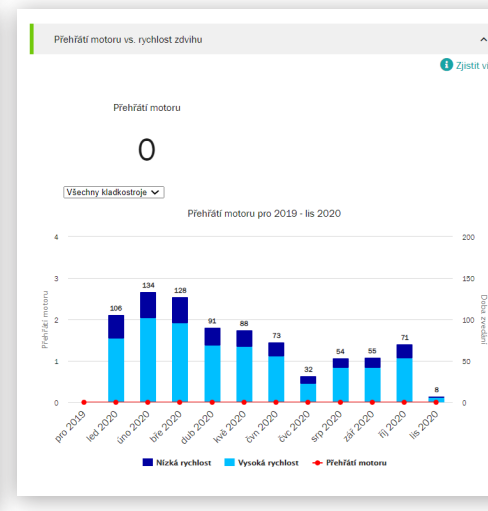 Přehřátí motoru vs. rychlost zdvihu
Zjistit ví
Přehřátí motoru
0
Všechny kladkostroje
Přehřátí motoru pro 2019 - lis 2020
4 200
3 150
2 100
1 50
0 0
Přehřátí motoru
Doba zvedání
106 134 128 91 88 73 32 54 55 71 8
pro 2019 led 2020 úno 2020 bře 2020 dub 2020 kvě 2020 čvn 2020 čvc 2020 srp 2020 zář 2020 říj 2020 lis 2020
Nízká rychlost Vysoká rychlost Přehřátí motoru